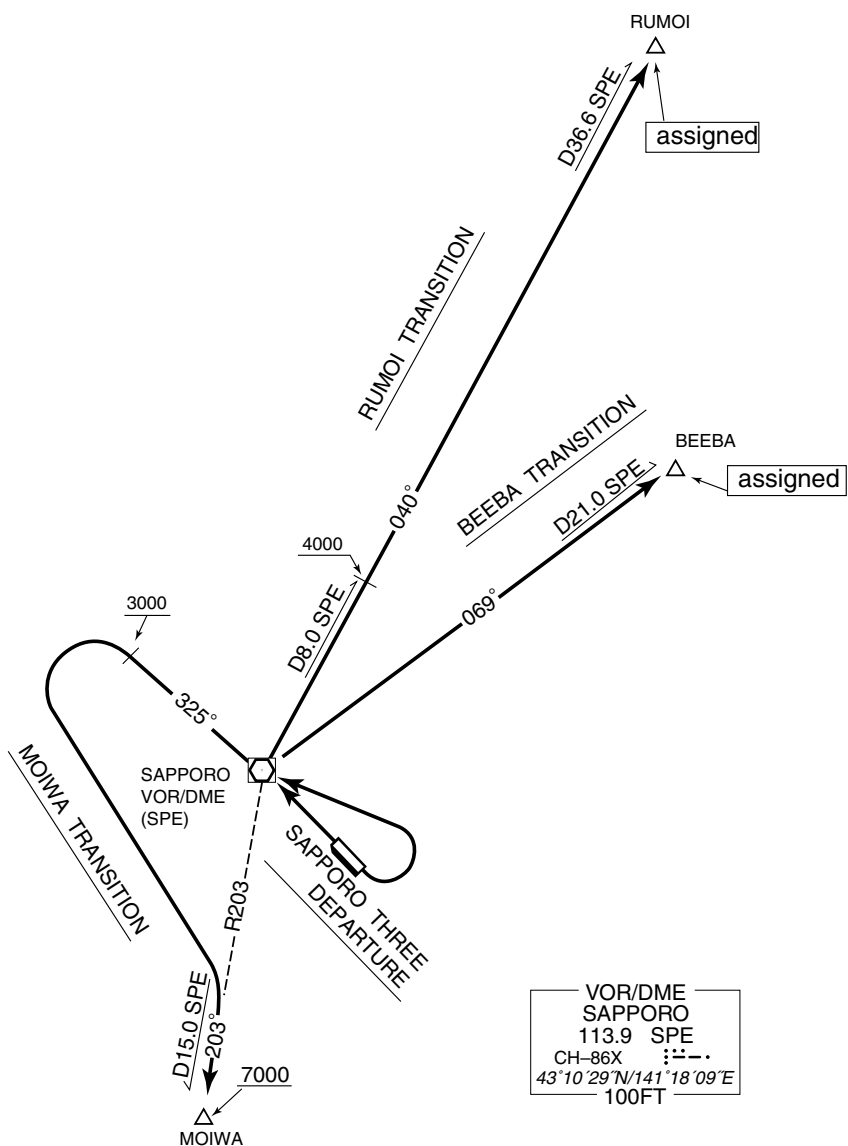 RUMOI
D36.6 SPE
assigned
RUMOI TRANSITION
BEEBA TRANSITION
BEEBA
D21.0 SPE
assigned
040°
4000
069°
D8.0 SPE
3000
325°
SAPPORO
VOR/DME
(SPE)
MOIWA TRANSITION
SAPPORO THREE
DEPARTURE
R203
D15.0 SPE
203°
7000
MOIWA
VOR/DME
SAPPORO
113.9 SPE
CH–86X
43°10´29˝N/141°18´09˝E
100FT